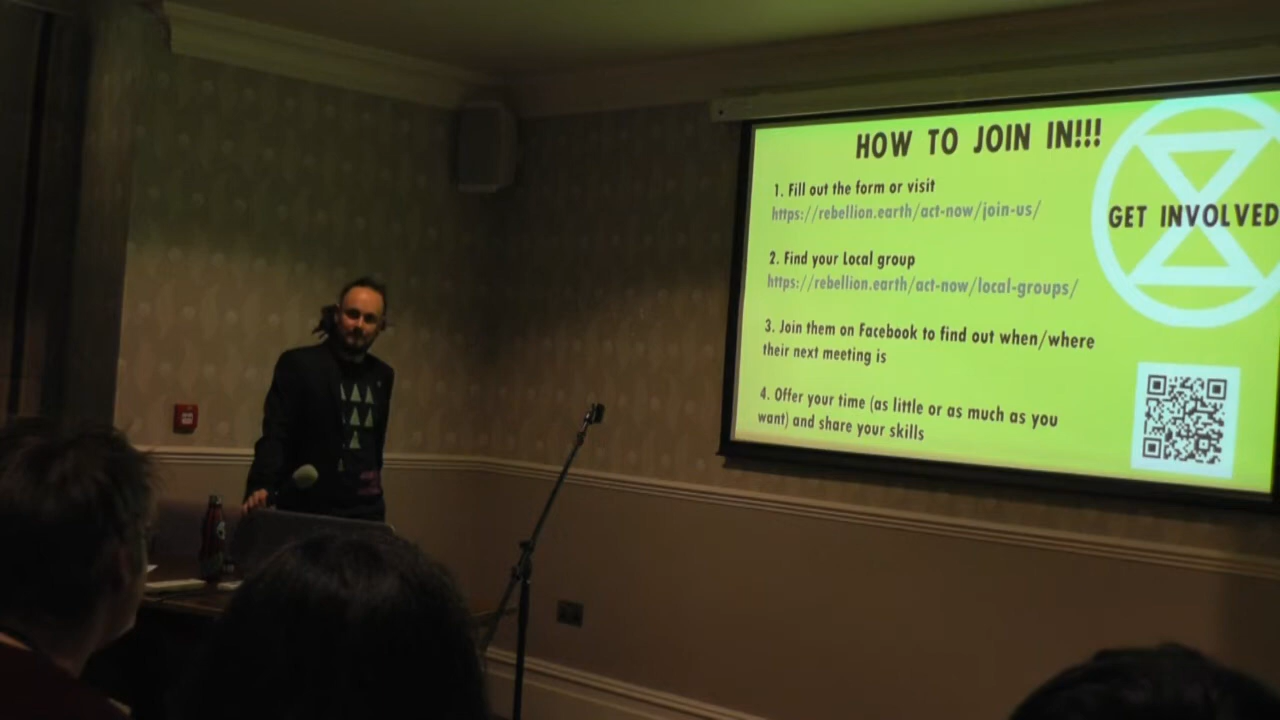 HOW TO JOIN IN!!!
1. Fill out the form or visit
https://rebellion.earth/act-now/join-us/
2. Find your Local group
https://rebellion.earth/act-now/local-groups/
3. Join them on Facebook to find out when/where
their next meeting is
4. Offer your time (as little or as much as you
want) and share your skills
GET INVOLVED